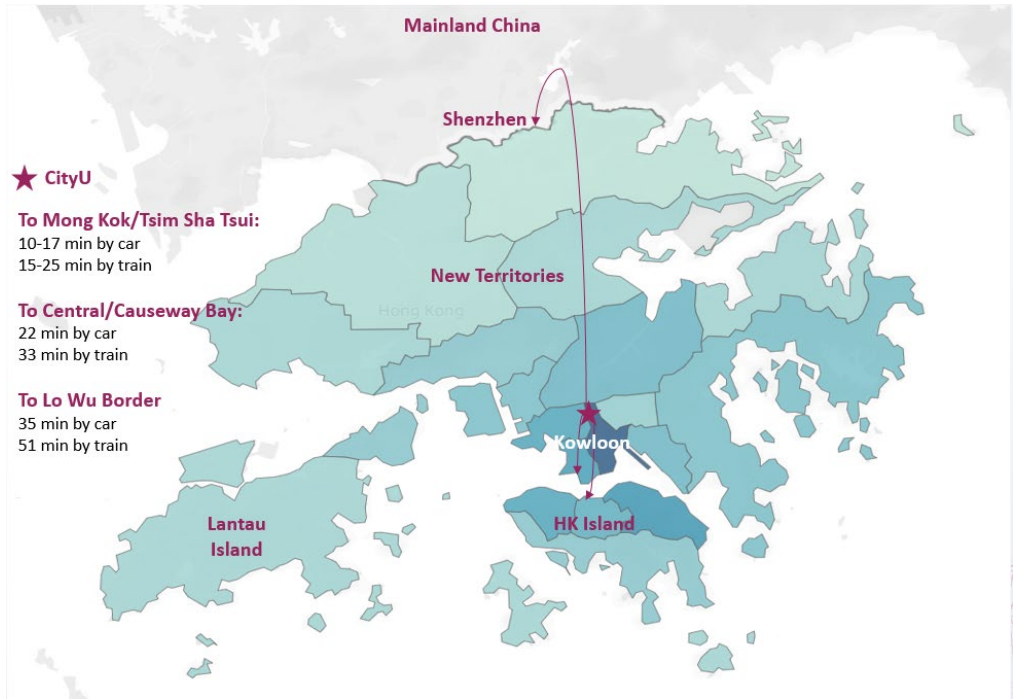 Mainland China
Shenzhen
CityU
To Mong Kok/Tsim Sha Tsui:
10-17 min by car
15-25 min by train
New Territories
Hong Kong
To Central/Causeway Bay:
22 min by car
33 min by train
To Lo Wu Border
35 min by car
51 min by train
Kowloon
HK Island
Lantau
Island